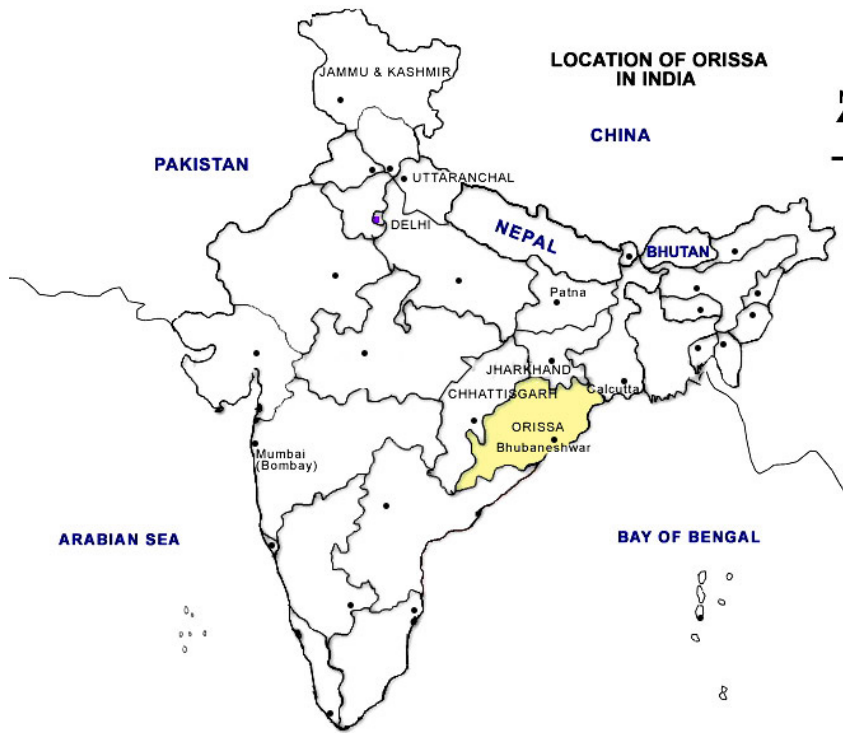 LOCATION OF ORISSA
IN INDIA
JAMMU & KASHMIR
N
CHINA
PAKISTAN
UTTARANCHAL
DELHI
NEPAL
BHUTAN
Patna
JHARKHAND
CHHATTISGARH
Calcutta
ORISSA
Bhubaneshwar
Mumbai
(Bombay)
ARABIAN SEA
BAY OF BENGAL